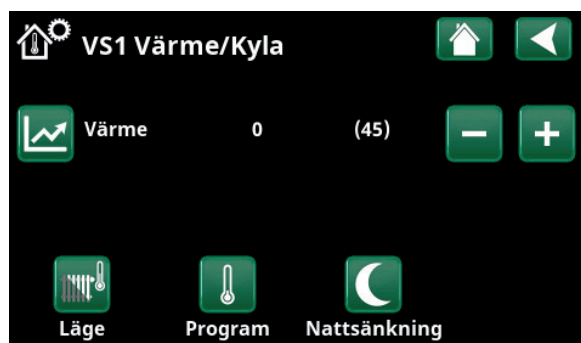 VS1 Värme/Kyla
Värme 0 (45)
Läge Program Nattsänkning